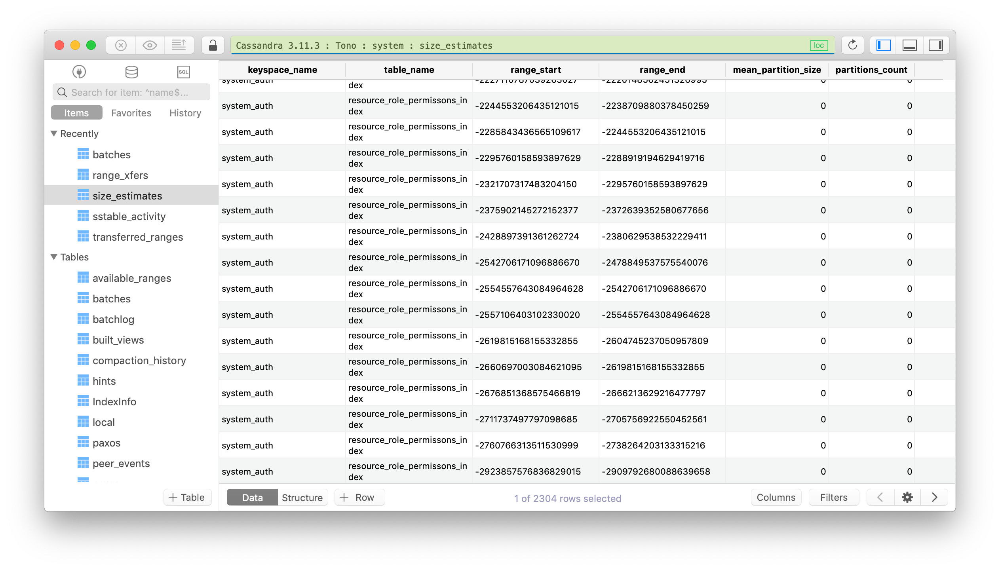 Cassandra 3.11.3 : Tono : system : size_estimates
loc
SQL
Search for item: ^name$...
Items Favorites History
Recently
batches
range_xfers
size_estimates
sstable_activity
transferred_ranges
Tables
available_ranges
batches
batchlog
built_views
compaction_history
hints
IndexInfo
local
paxos
peer_events
+ Table
keyspace_name table_name range_start range_end mean_partition_size partitions_count
system_auth dex 0 0
system_auth resource_role_permissons_in
dex -2244553206435121015 -2238709880378450259 0 0
system_auth resource_role_permissons_in
dex -2285843436565109617 -2244553206435121015 0 0
system_auth resource_role_permissons_in
dex -2295760158593897629 -2288919194629419716 0 0
system_auth resource_role_permissons_in
dex -2321707317483204150 -2295760158593897629 0 0
system_auth resource_role_permissons_in
dex -2375902145272152377 -2372639352580677656 0 0
system_auth resource_role_permissons_in
dex -2428897391361262724 -2380629538532229411 0 0
system_auth resource_role_permissons_in
dex -2542706171096886670 -2478849537575540076 0 0
system_auth resource_role_permissons_in
dex -2554557643084964628 -2542706171096886670 0 0
system_auth resource_role_permissons_in
dex -2557106403102330020 -2554557643084964628 0 0
system_auth resource_role_permissons_in
dex -2619815168155332855 -2604745237050957809 0 0
system_auth resource_role_permissons_in
dex -2660697003084621095 -2619815168155332855 0 0
system_auth resource_role_permissons_in
dex -2676851368575466819 -2666213629216477797 0 0
system_auth resource_role_permissons_in
dex -2711737497797098685 -2705756922550452561 0 0
system_auth resource_role_permissons_in
dex -2760766313511530999 -2738264203133315216 0 0
system_auth resource_role_permissons_in
dex -2923857576836829015 -2909792680088639658 0 0
Data Structure + Row 1 of 2304 rows selected Columns Filters